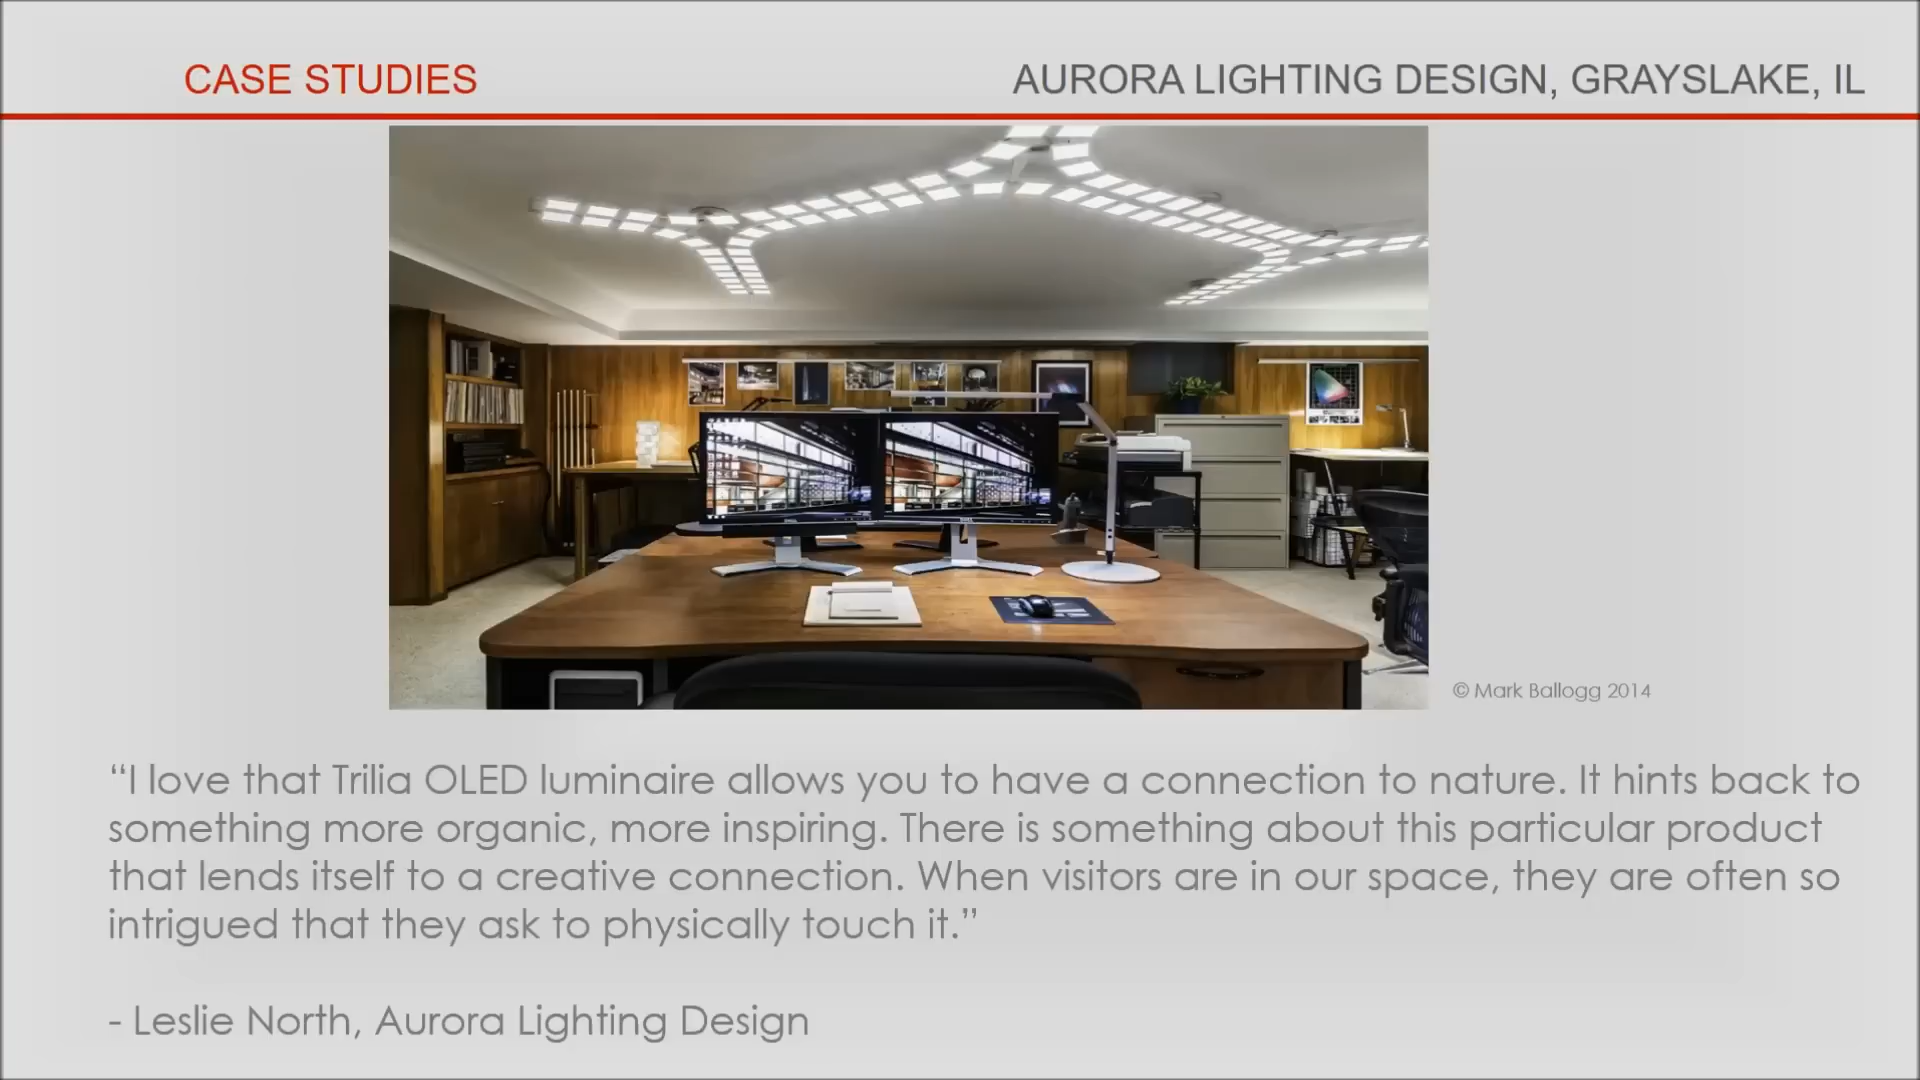 CASE STUDIES
AURORA LIGHTING DESIGN, GRAYSLAKE, IL
© Mark Ballogg 2014
“I love that Trilia OLED luminaire allows you to have a connection to nature. It hints back to
something more organic, more inspiring. There is something about this particular product
that lends itself to a creative connection. When visitors are in our space, they are often so
intrigued that they ask to physically touch it.”
- Leslie North, Aurora Lighting Design